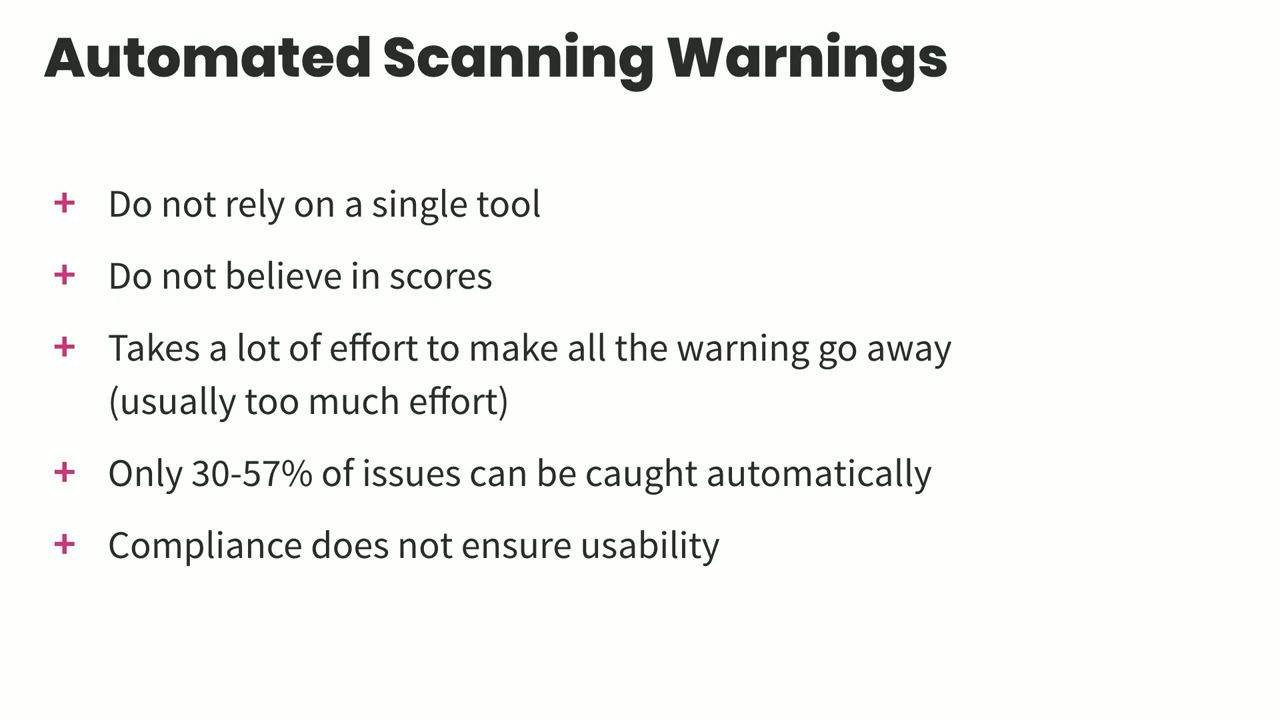 Automated Scanning Warnings
+ Do not rely on a single tool
+ Do not believe in scores
+ Takes a lot of effort to make all the warning go away
(usually too much effort)
+ Only 30-57% of issues can be caught automatically
+ Compliance does not ensure usability